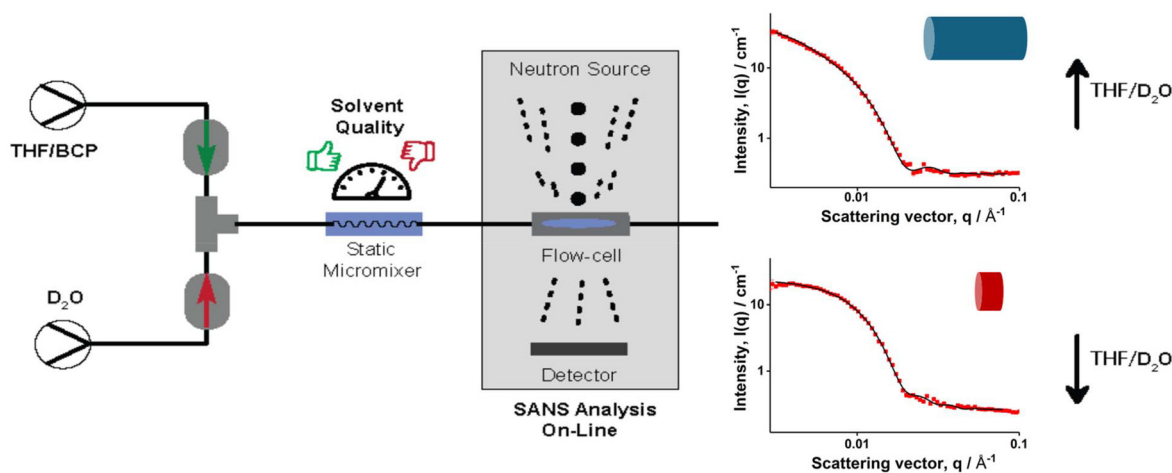 THF/BCP
D₂O
Solvent
Quality
Static
Micromixer
Neutron Source
Flow-cell
Detector
SANS Analysis
On-Line
Intensity, I(q) / cm⁻¹
10
1
0.01
0.1
Scattering vector, q / Å⁻¹
THF/D₂O
Intensity, I(q) / cm⁻¹
10
1
0.01
0.1
Scattering vector, q / Å⁻¹
THF/D₂O